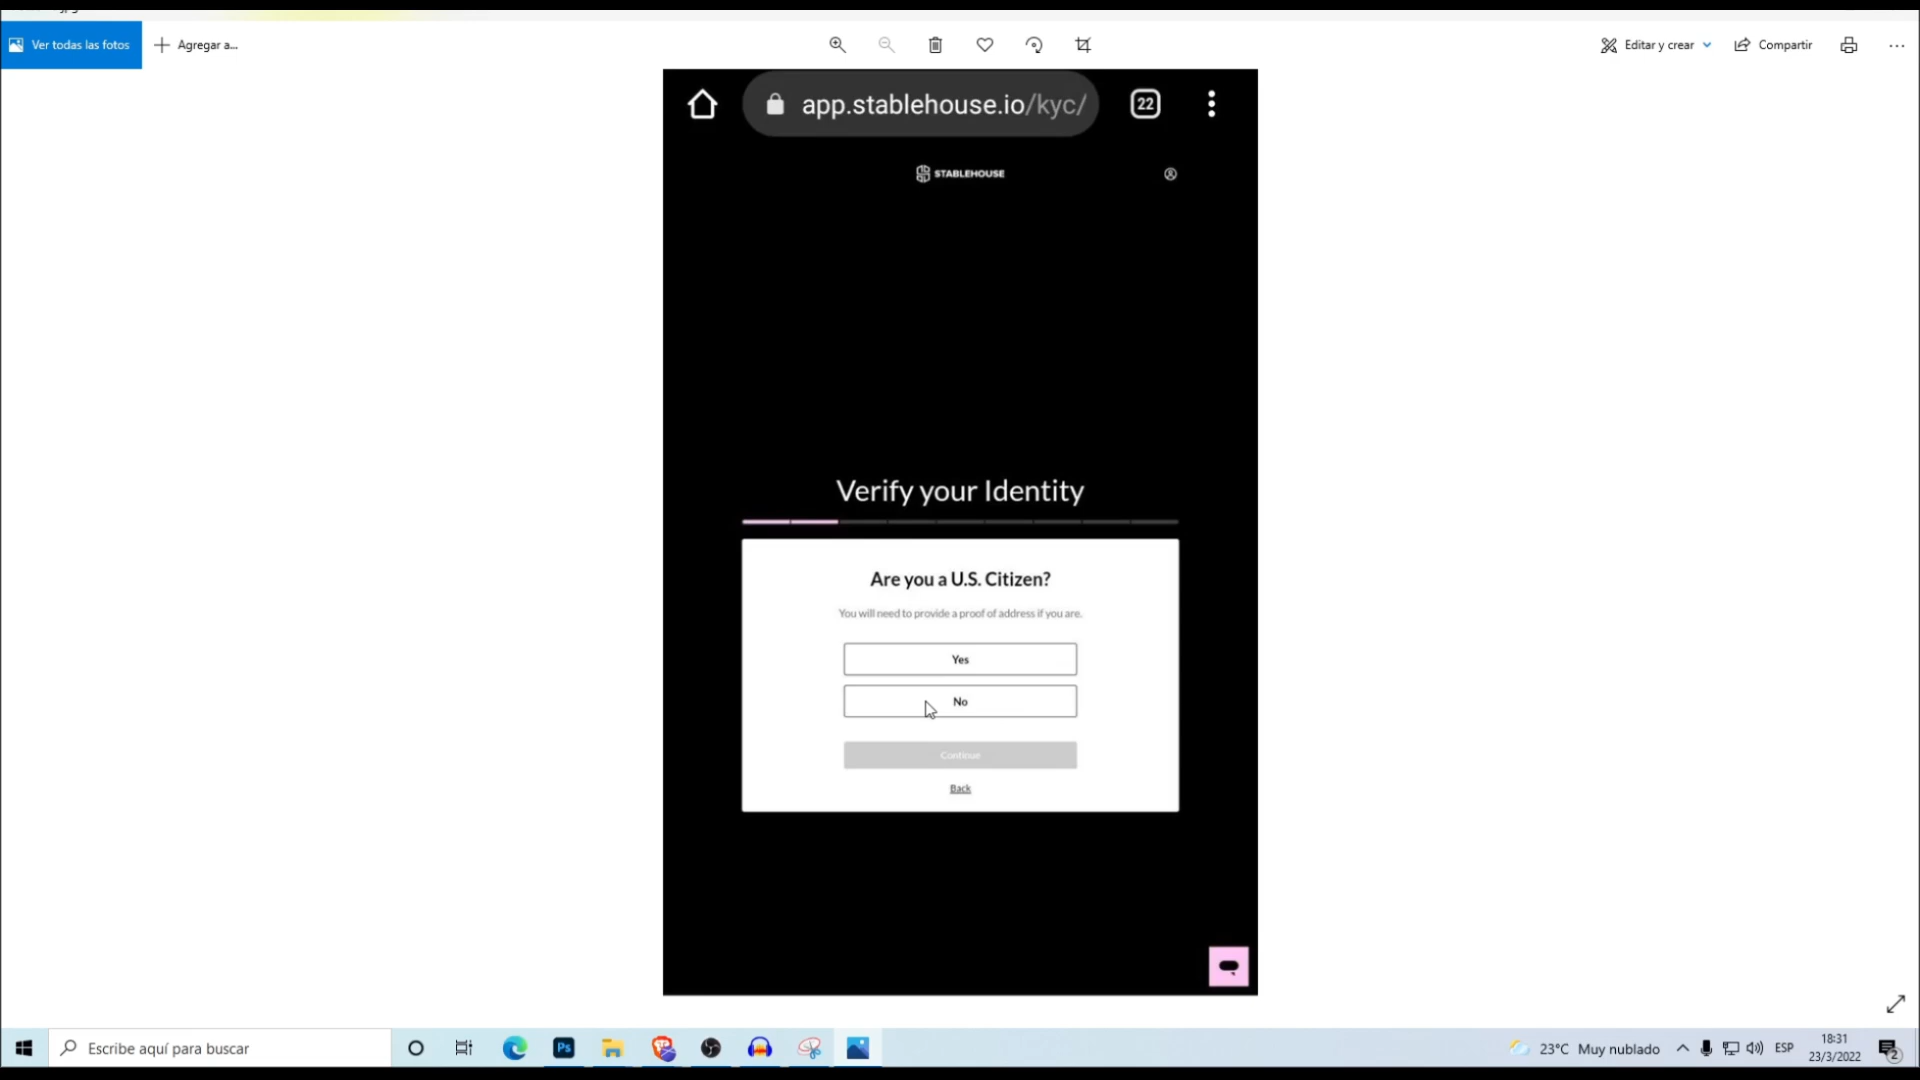 Ver todas las fotos
Agregar a...
Editar y crear
Compartir
app.stablehouse.io/kyc/
22
STABLEHOUSE
Verify your Identity
Are you a U.S. Citizen?
You will need to provide a proof of address if you are.
Yes
No
Continue
Back
Escribe aquí para buscar
Ps
23°C Muy nublado
ESP
18:31
23/3/2022
2